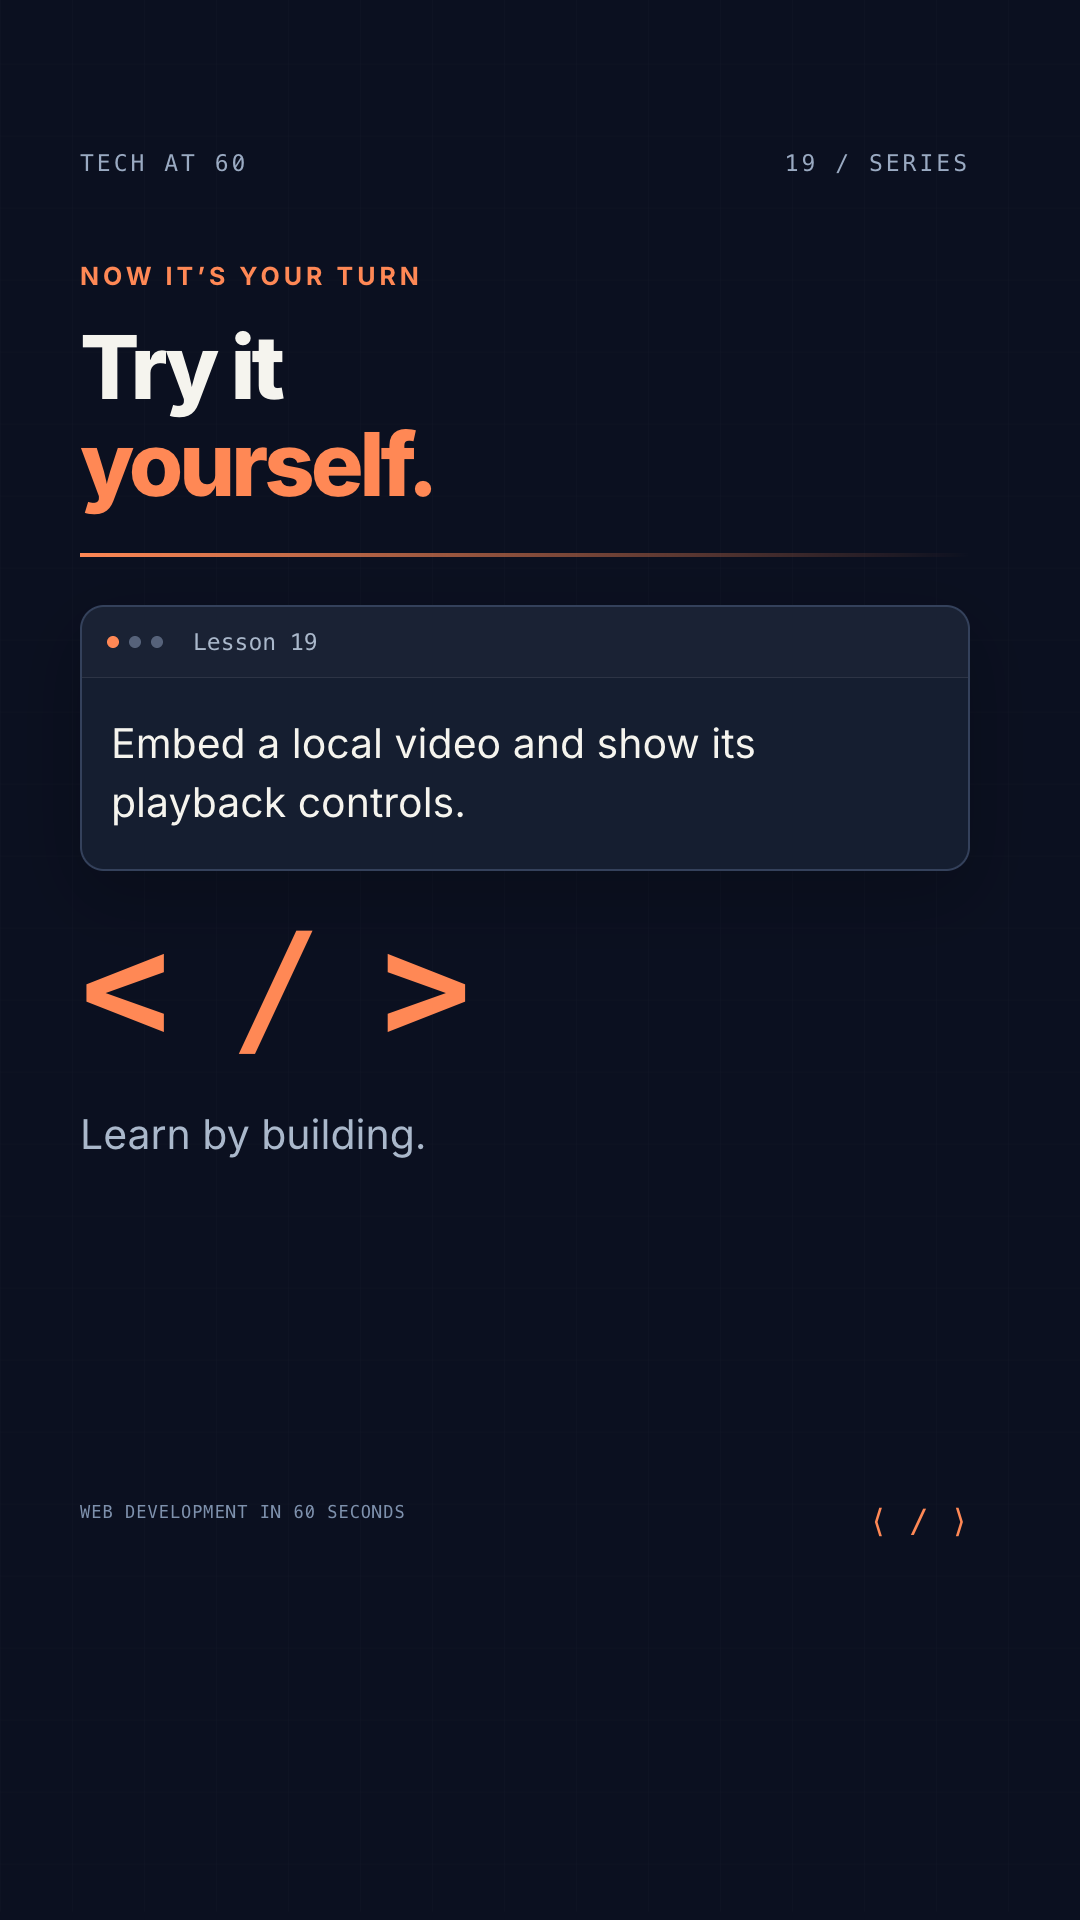 TECH AT 60
19 / SERIES
NOW IT’S YOUR TURN
Try it
yourself.
Lesson 19
Embed a local video and show its
playback controls.
< / >
Learn by building.
WEB DEVELOPMENT IN 60 SECONDS
⟨ / ⟩